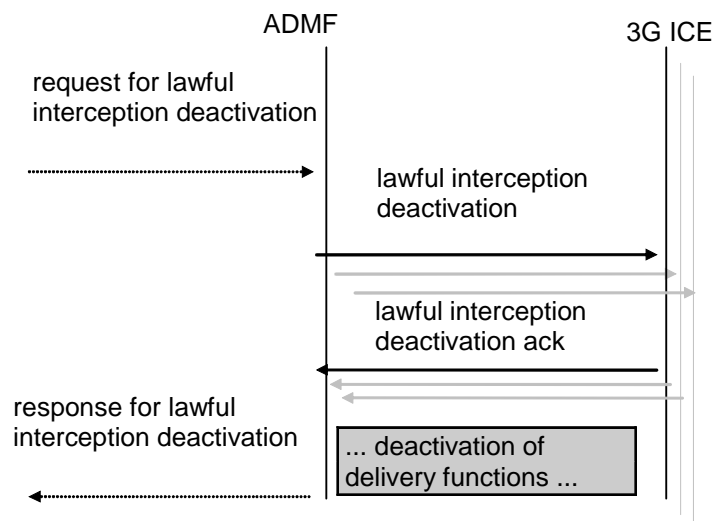 ADMF
3G ICE
request for lawful
interception deactivation
lawful interception
deactivation
lawful interception
deactivation ack
response for lawful
interception deactivation
... deactivation of
delivery functions ...